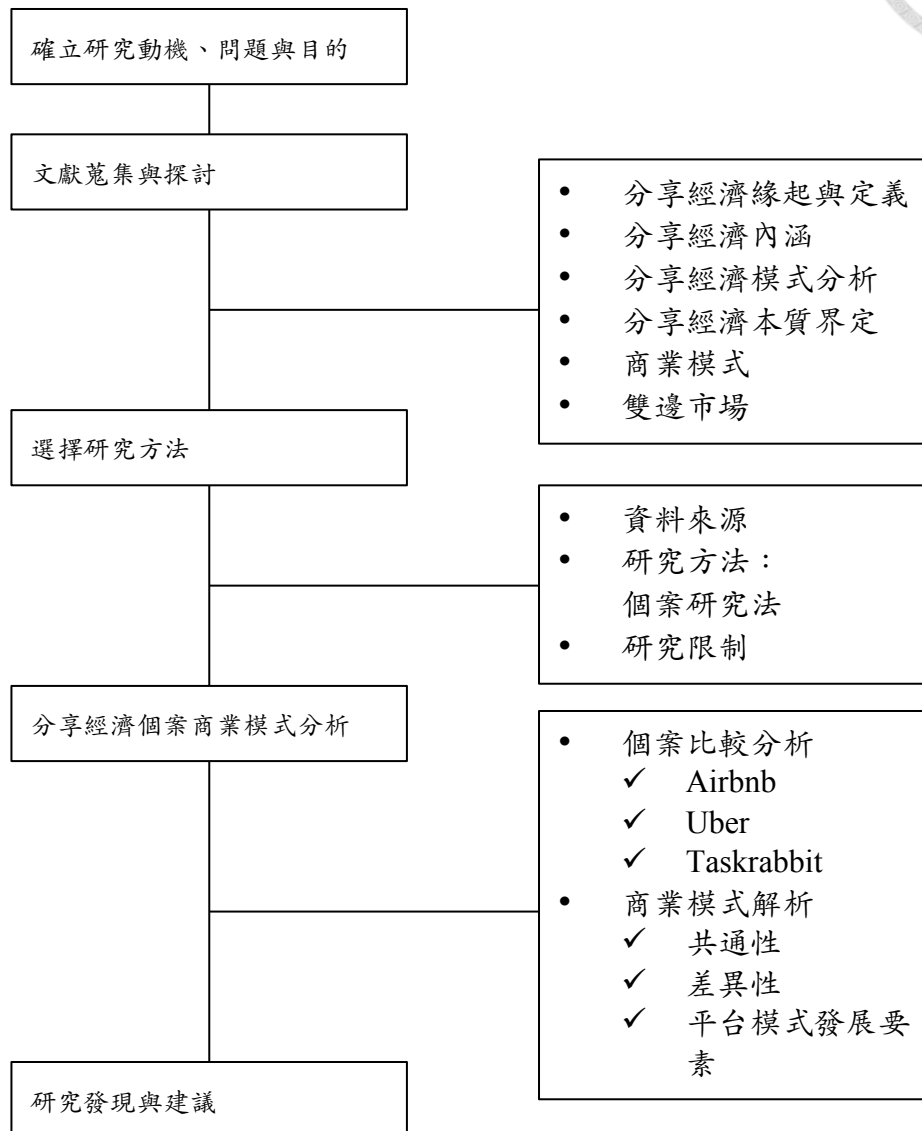 確立研究動機、問題與目的
文獻蒐集與探討
• 分享經濟緣起與定義
• 分享經濟內涵
• 分享經濟模式分析
• 分享經濟本質界定
• 商業模式
• 雙邊市場
選擇研究方法
• 資料來源
• 研究方法：
個案研究法
• 研究限制
分享經濟個案商業模式分析
• 個案比較分析
✓ Airbnb
✓ Uber
✓ Taskrabbit
• 商業模式解析
✓ 共通性
✓ 差異性
✓ 平台模式發展要
素
研究發現與建議